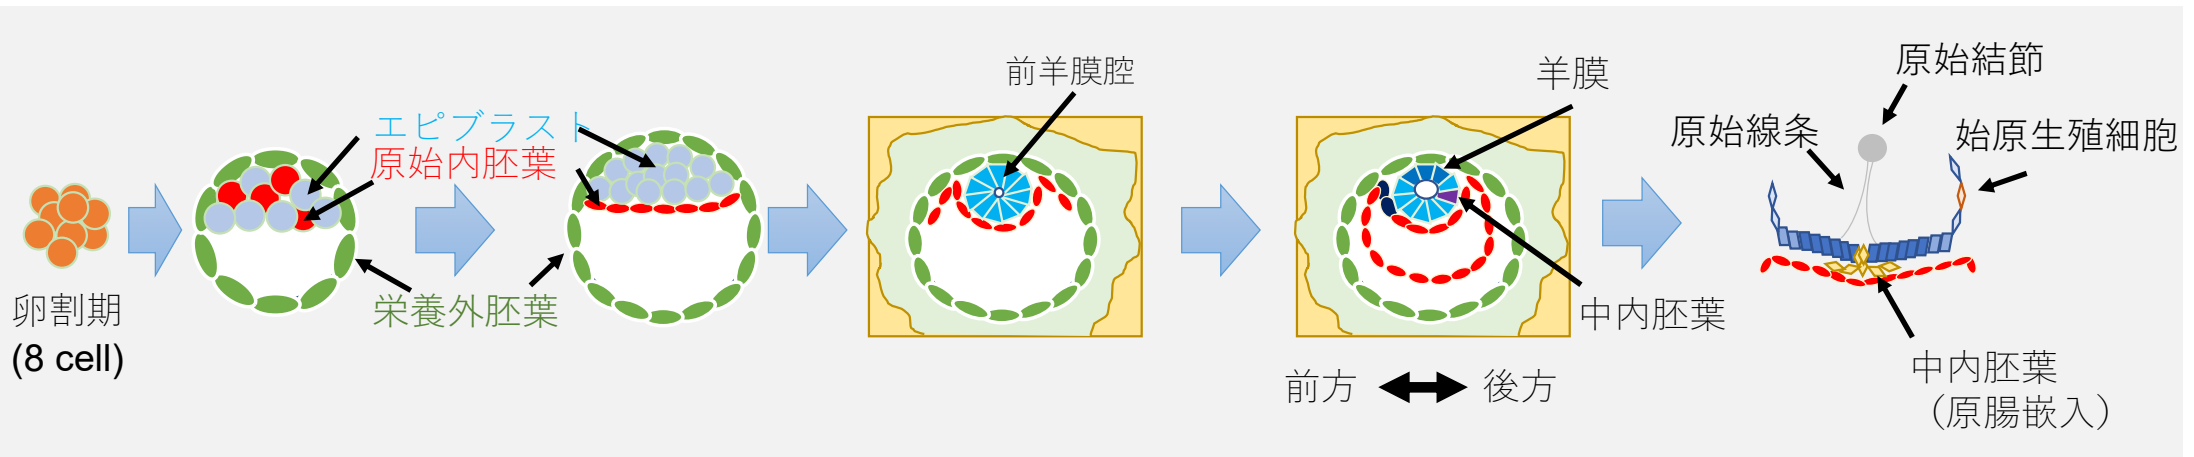 卵割期
(8 cell)
エピブラスト
原始内胚葉
栄養外胚葉
前羊膜腔
羊膜
中内胚葉
前方
後方
原始結節
原始線条
始原生殖細胞
中内胚葉
（原腸嵌入）